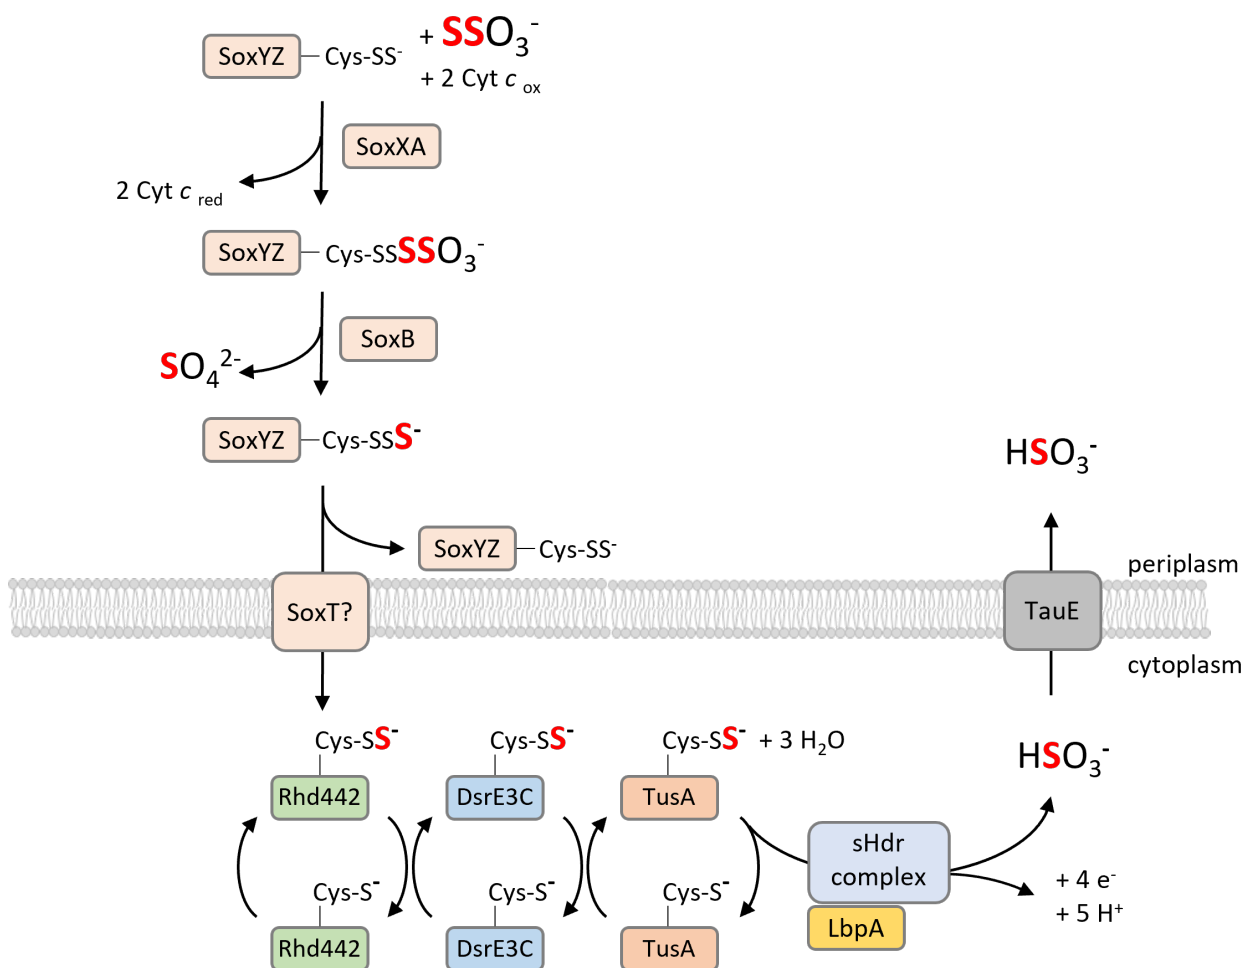 SoxYZ Cys-SS⁻ + SSO₃⁻
+ 2 Cyt c ox
SoxXA
2 Cyt c red
SoxYZ Cys-SSSSO₃⁻
SoxB
SO₄²⁻
SoxYZ Cys-SSS⁻
HSO₃⁻
SoxYZ Cys-SS⁻
periplasm
SoxT?
TauE
cytoplasm
Cys-SS⁻ Cys-SS⁻ Cys-SS⁻ + 3 H₂O
HSO₃⁻
Rhd442 DsrE3C TusA
sHdr
complex
Cys-S⁻ Cys-S⁻ Cys-S⁻
+ 4 e⁻
+ 5 H⁺
LbpA
Rhd442 DsrE3C TusA